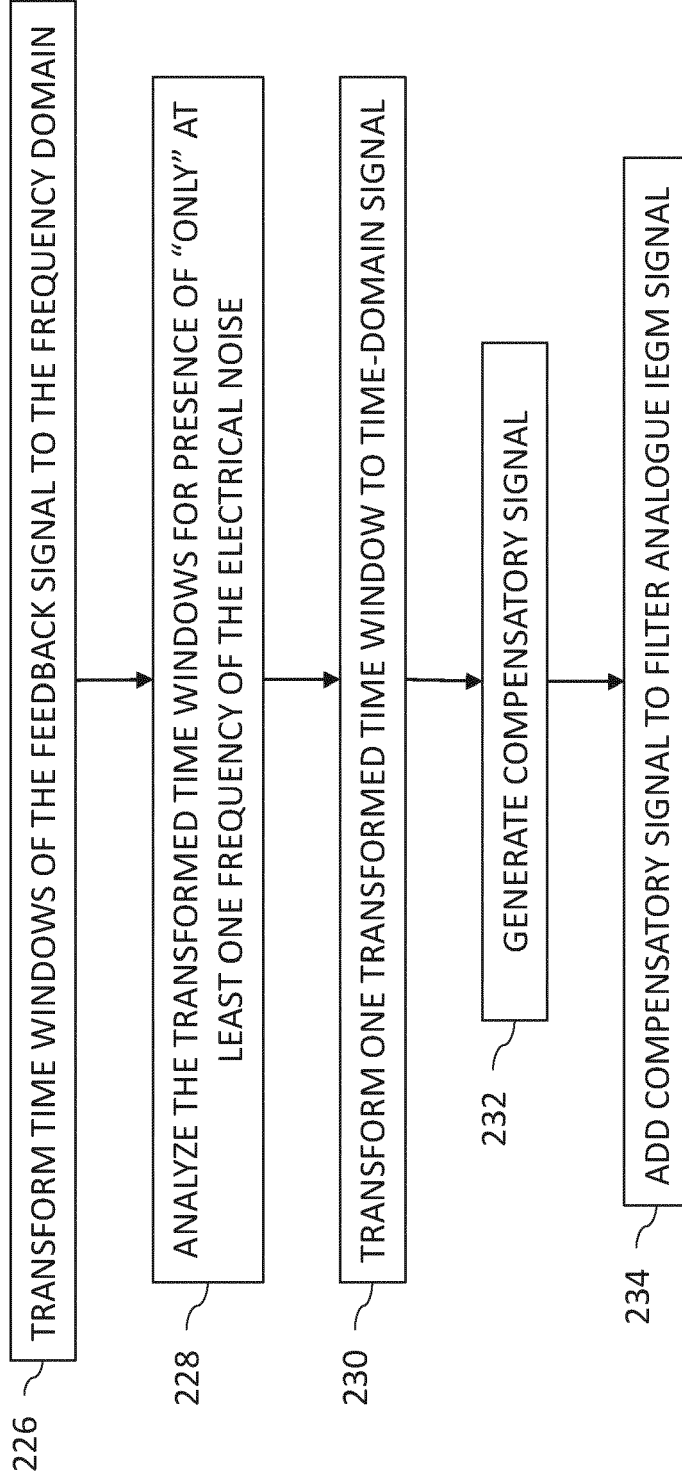 226
TRANSFORM TIME WINDOWS OF THE FEEDBACK SIGNAL TO THE FREQUENCY DOMAIN
228
ANALYZE THE TRANSFORMED TIME WINDOWS FOR PRESENCE OF “ONLY” AT
LEAST ONE FREQUENCY OF THE ELECTRICAL NOISE
230
TRANSFORM ONE TRANSFORMED TIME WINDOW TO TIME-DOMAIN SIGNAL
232
GENERATE COMPENSATORY SIGNAL
234
ADD COMPENSATORY SIGNAL TO FILTER ANALOGUE IEGM SIGNAL